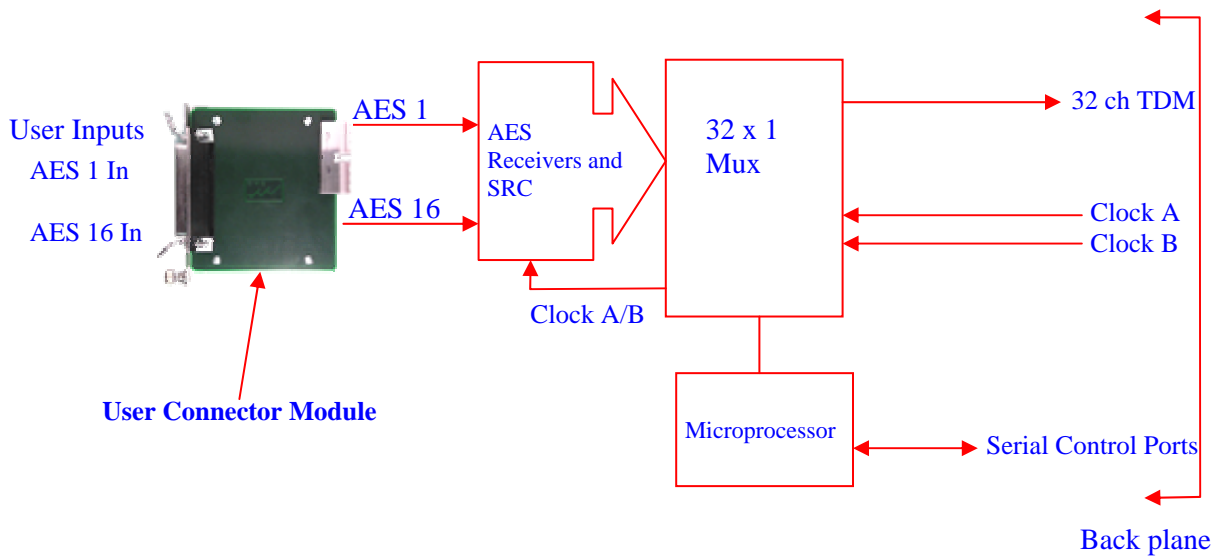 User Inputs
AES 1 In
AES 16 In
AES 1
AES 16
AES
Receivers and
SRC
32 x 1
Mux
32 ch TDM
Clock A
Clock B
Clock A/B
User Connector Module
Microprocessor
Serial Control Ports
Back plane